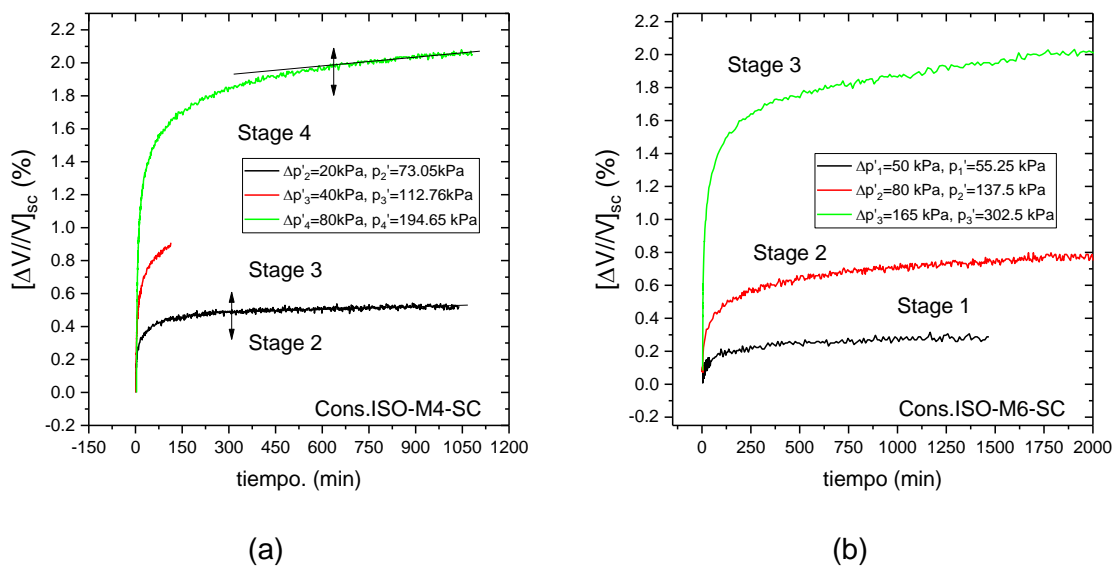 2.2
2.0
1.8
1.6
1.4
1.2
1.0
0.8
0.6
0.4
0.2
0.0
-0.2
[ΔV//V]sc (%)
Stage 4
Δp'2=20kPa, p2'=73.05kPa
Δp'3=40kPa, p3'=112.76kPa
Δp'4=80kPa, p4'=194.65 kPa
Stage 3
Stage 2
Cons.ISO-M4-SC
-150 0 150 300 450 600 750 900 1050 1200
tiempo. (min)
(a)
2.2
2.0
1.8
1.6
1.4
1.2
1.0
0.8
0.6
0.4
0.2
0.0
-0.2
[ΔV//V]sc (%)
Stage 3
Δp'1=50 kPa, p1'=55.25 kPa
Δp'2=80 kPa, p2'=137.5 kPa
Δp'3=165 kPa, p3'=302.5 kPa
Stage 2
Stage 1
Cons.ISO-M6-SC
0 250 500 750 1000 1250 1500 1750 2000
tiempo (min)
(b)